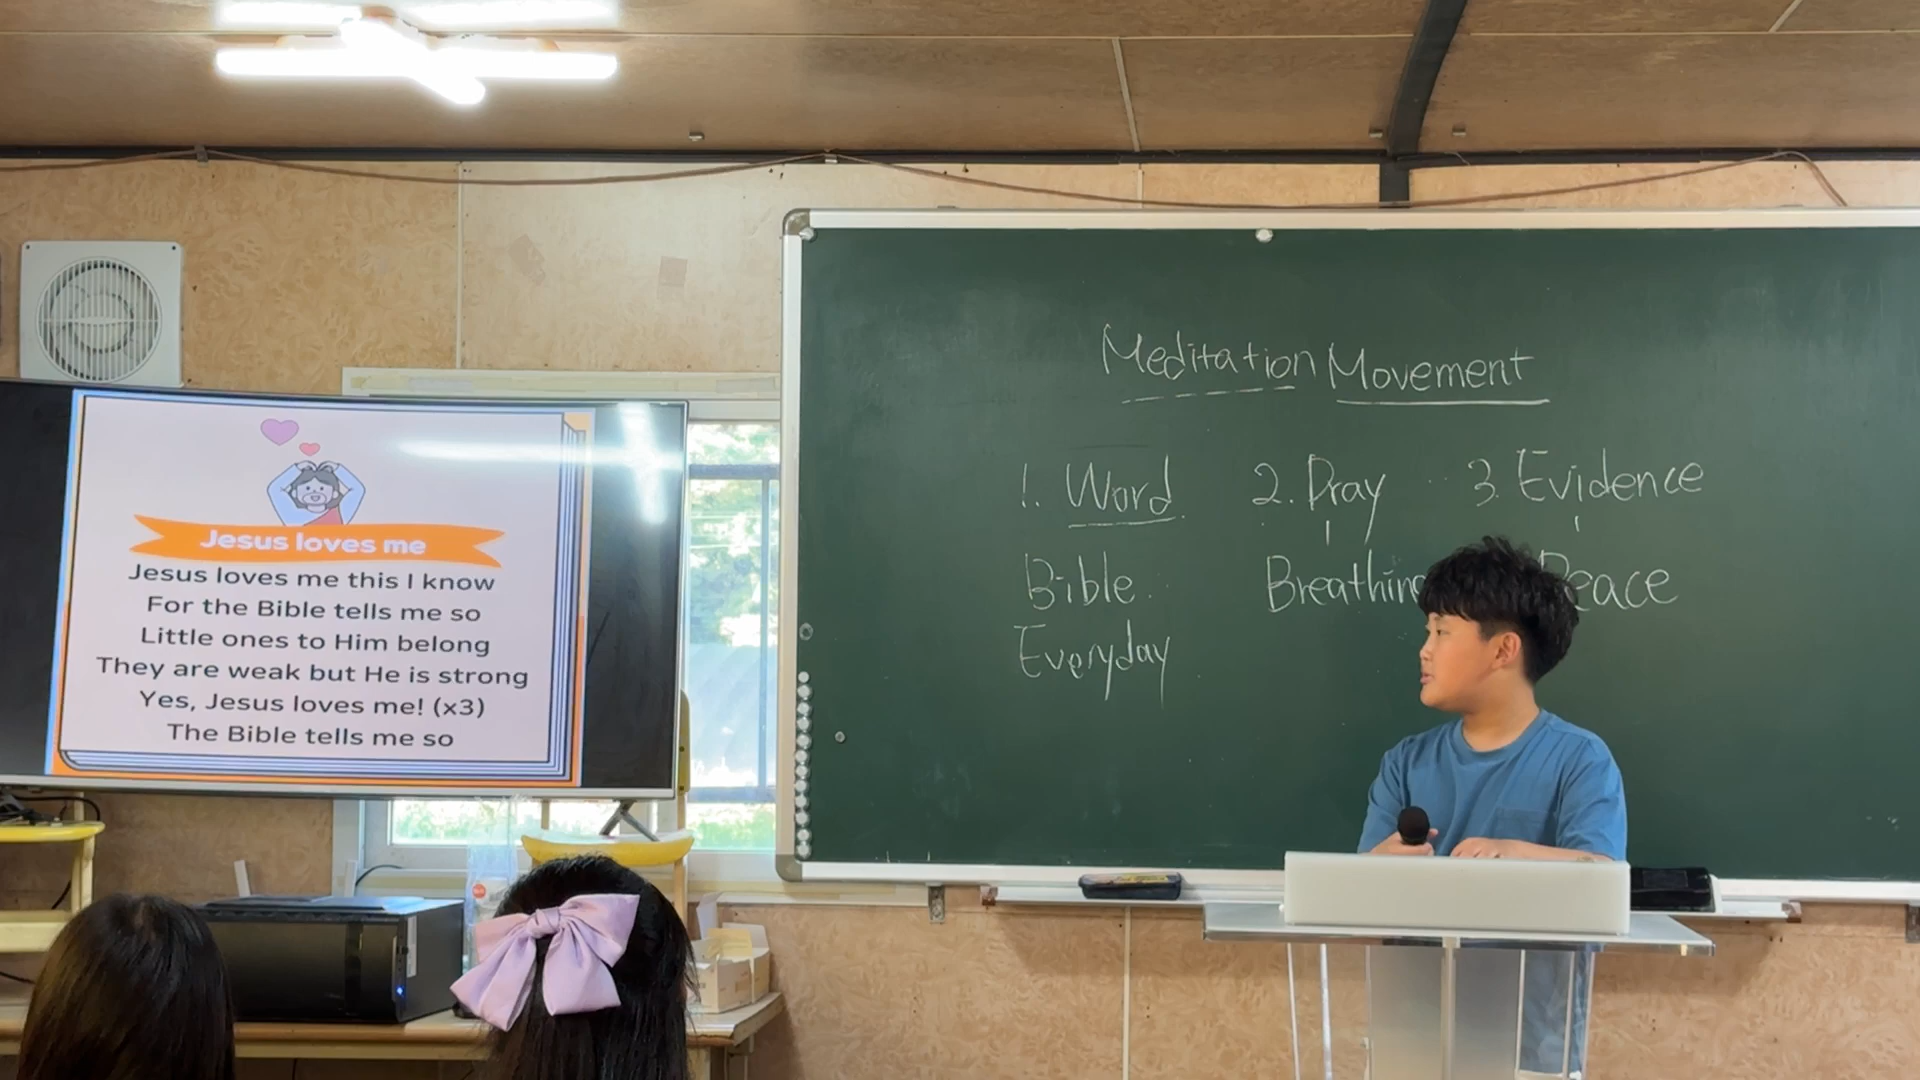 Jesus loves me
Jesus loves me this I know
For the Bible tells me so
Little ones to Him belong
They are weak but He is strong
Yes, Jesus loves me! (x3)
The Bible tells me so
Meditation Movement
1. Word 2. Pray 3. Evidence
Bible Breathing Peace
Everyday